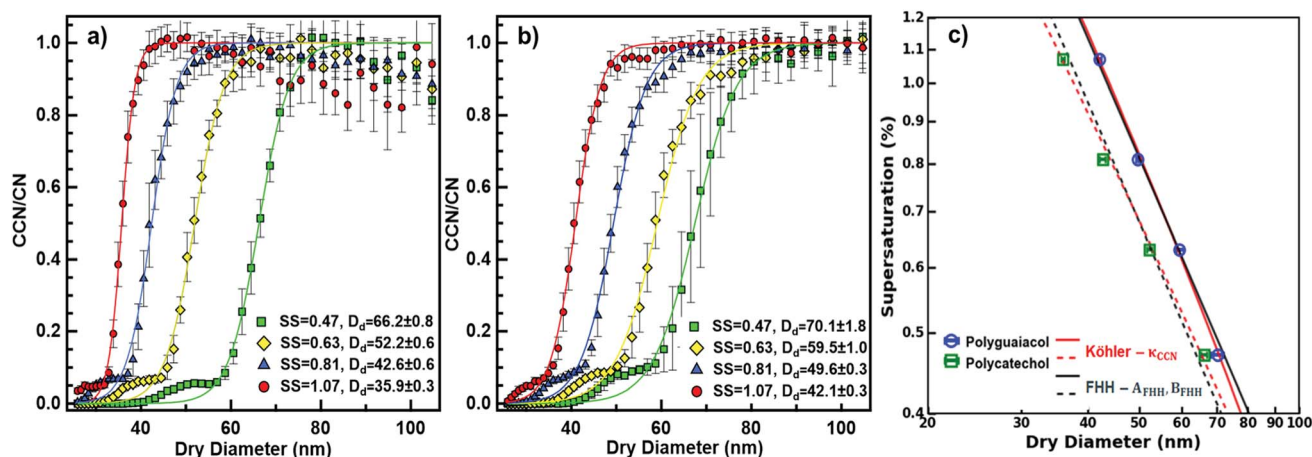 a)
CCN/CN
1.0
0.8
0.6
0.4
0.2
0.0
SS=0.47, Dd=66.2±0.8
SS=0.63, Dd=52.2±0.6
SS=0.81, Dd=42.6±0.6
SS=1.07, Dd=35.9±0.3
40 60 80 100
Dry Diameter (nm)
b)
CCN/CN
1.0
0.8
0.6
0.4
0.2
0.0
SS=0.47, Dd=70.1±1.8
SS=0.63, Dd=59.5±1.0
SS=0.81, Dd=49.6±0.3
SS=1.07, Dd=42.1±0.3
40 60 80 100
Dry Diameter (nm)
c)
Supersaturation (%)
1.2
1.1
1.0
0.9
0.8
0.7
0.6
0.5
0.4
Polyguaiacol
Polycatechol
Köhler – κCCN
FHH – AFHH, BFHH
20 30 40 50 60 70 80 100
Dry Diameter (nm)